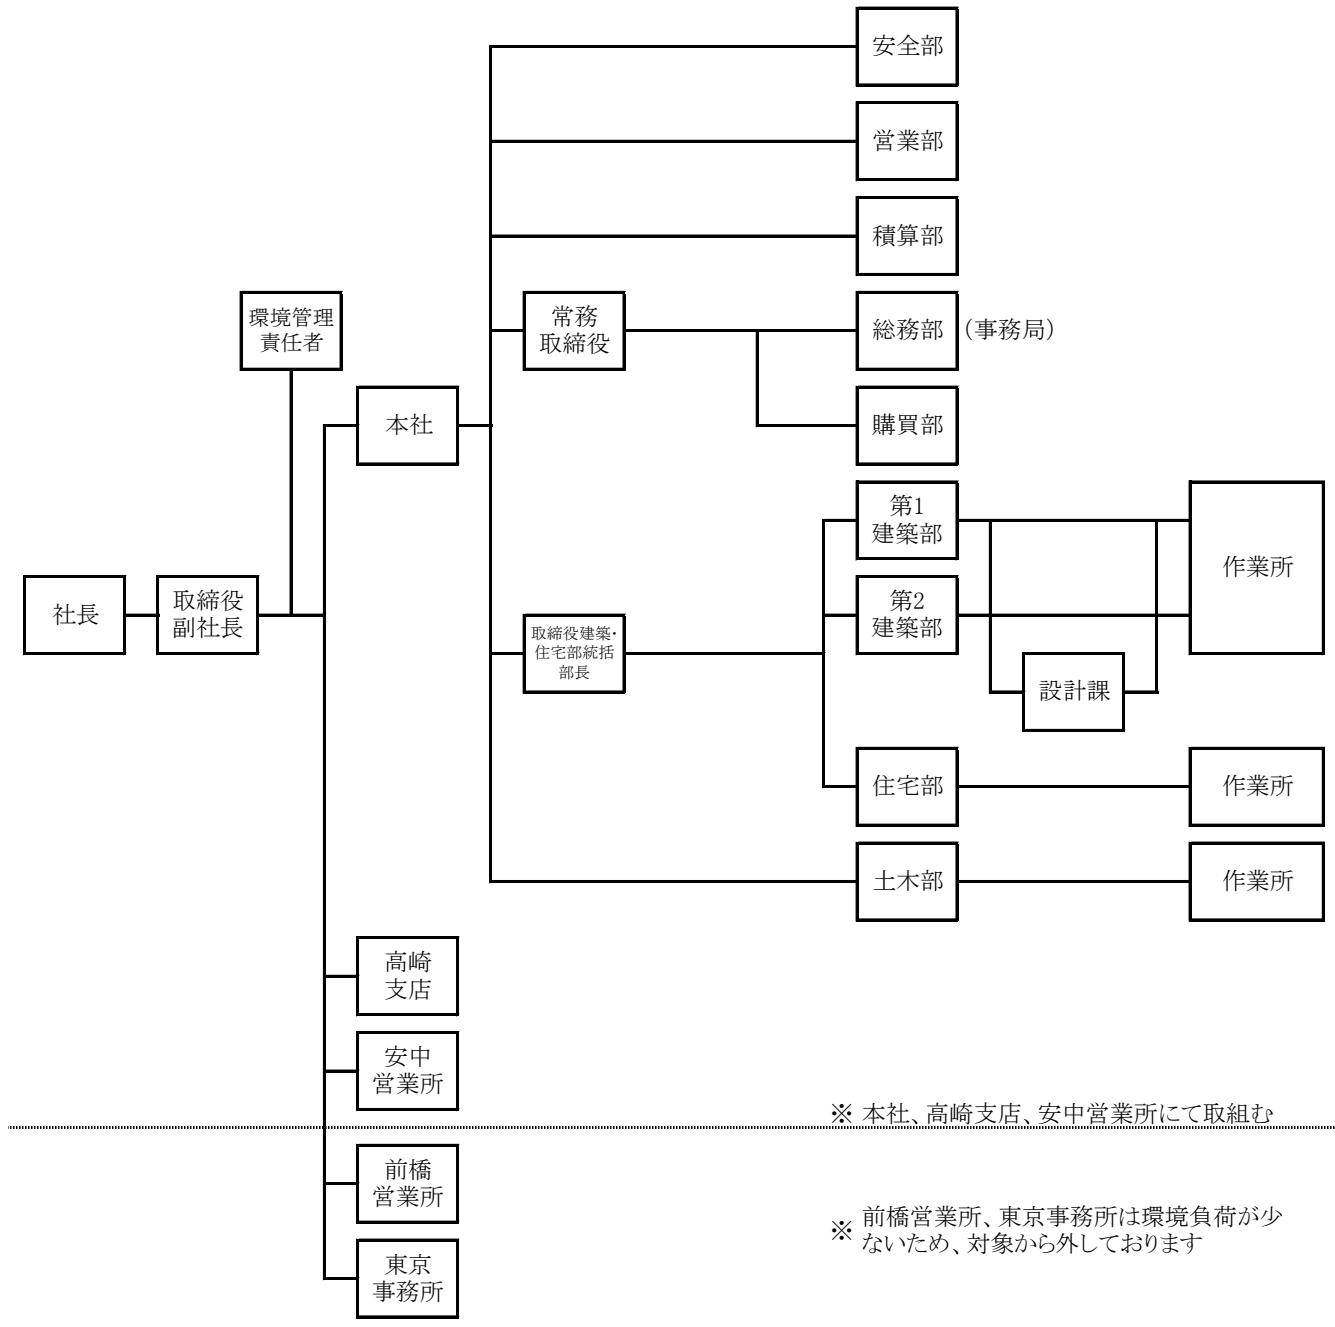 安全部
営業部
積算部
環境管理
責任者
常務
取締役
総務部
（事務局）
本社
購買部
第1
建築部
作業所
社長
取締役
副社長
第2
建築部
取締役建築・
住宅部統括
部長
設計課
住宅部
作業所
土木部
作業所
高崎
支店
安中
営業所
※ 本社、高崎支店、安中営業所にて取組む
前橋
営業所
※ 前橋営業所、東京事務所は環境負荷が少
ないため、対象から外しております
東京
事務所